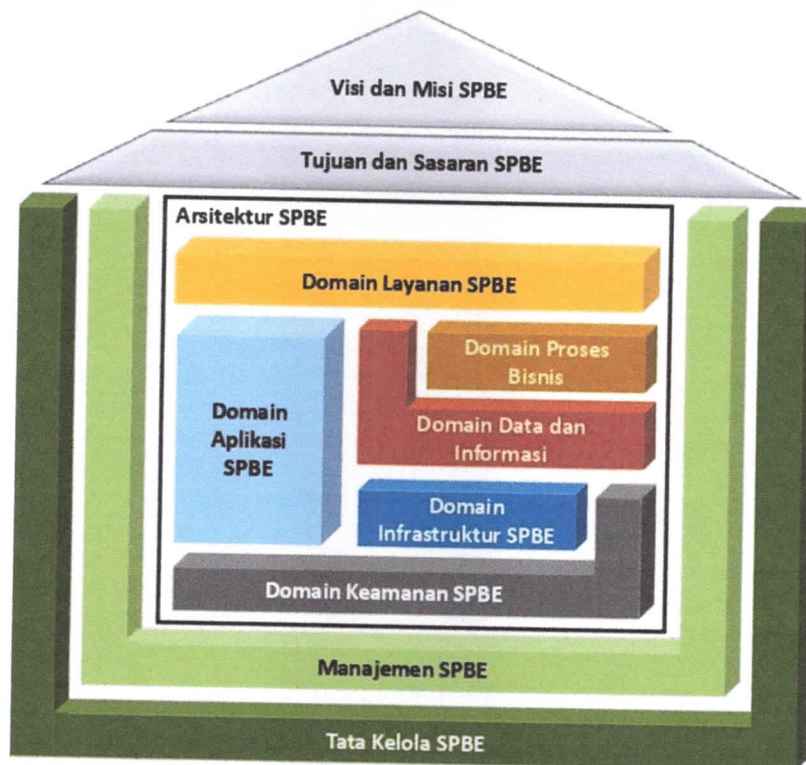 Visi dan Misi SPBE
Tujuan dan Sasaran SPBE
Arsitektur SPBE
Domain Layanan SPBE
Domain
Aplikasi
SPBE
Domain Proses
Bisnis
Domain Data dan
Informasi
Domain
Infrastruktur SPBE
Domain Keamanan SPBE
Manajemen SPBE
Tata Kelola SPBE